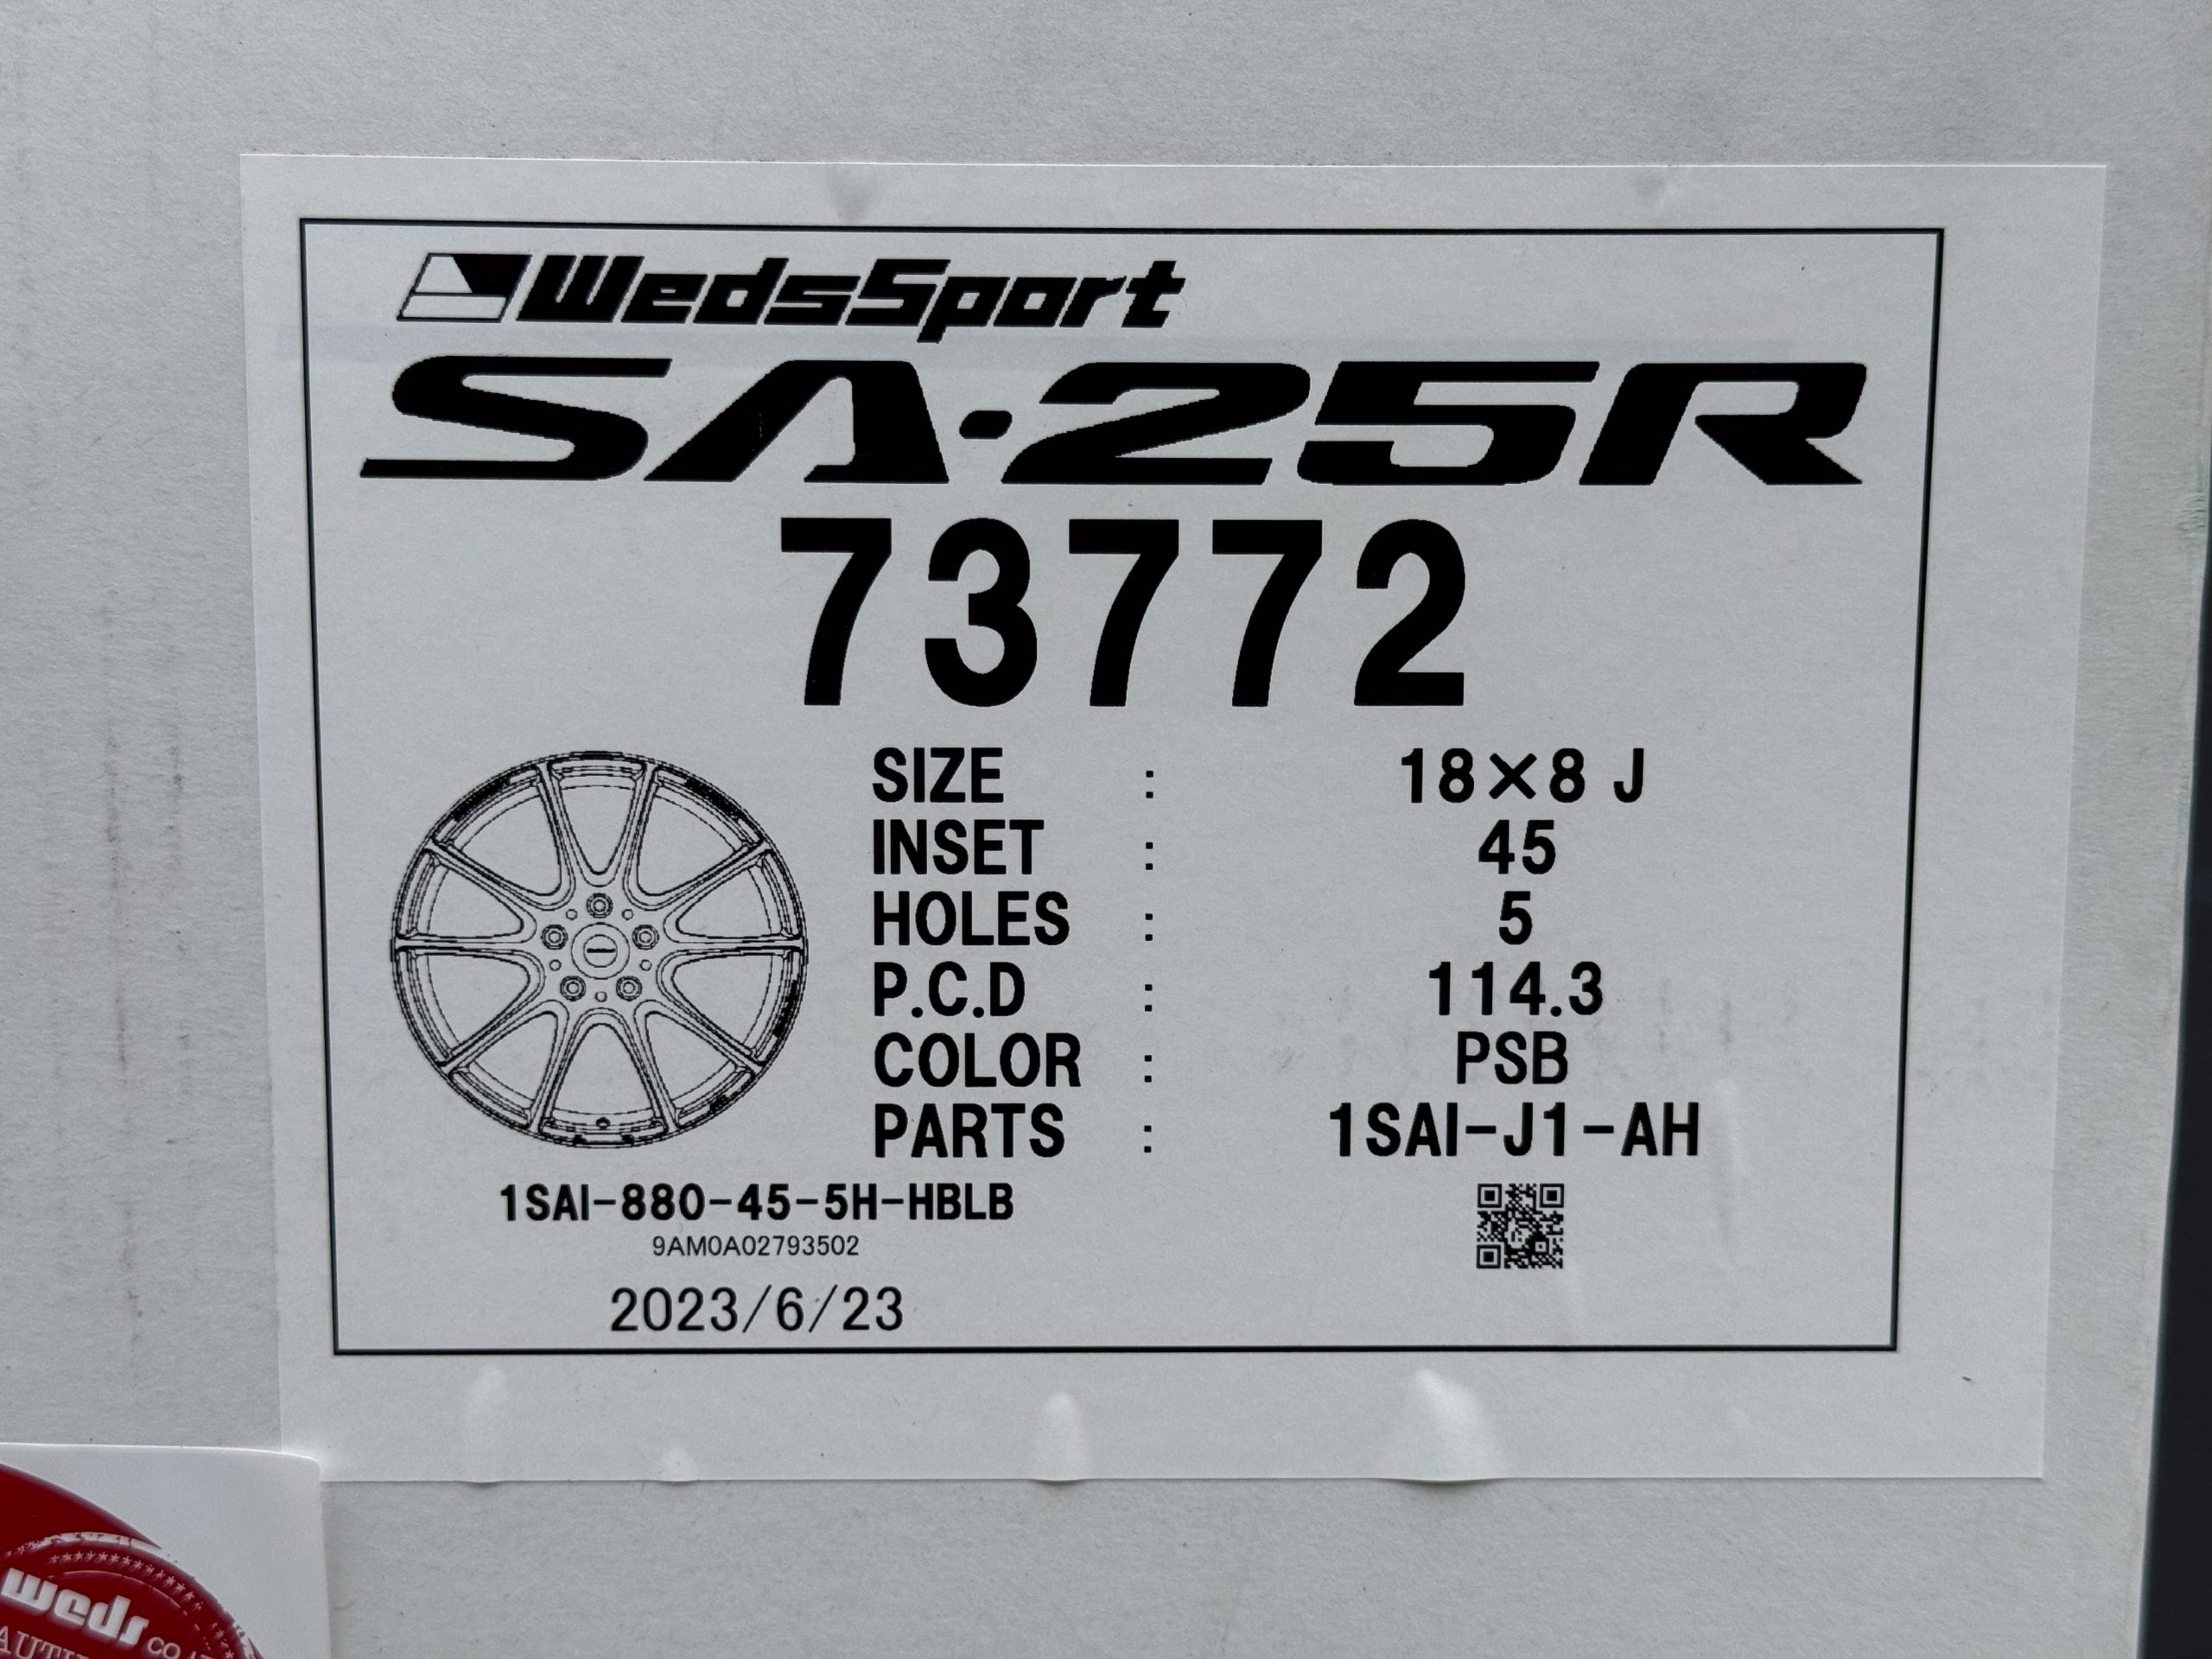 WedsSport
SA-25R
73772
SIZE : 18×8 J
INSET : 45
HOLES : 5
P.C.D : 114.3
COLOR : PSB
PARTS : 1SAI-J1-AH
1SAI-880-45-5H-HBLB
9AM0A02793502
2023/6/23
weds CO